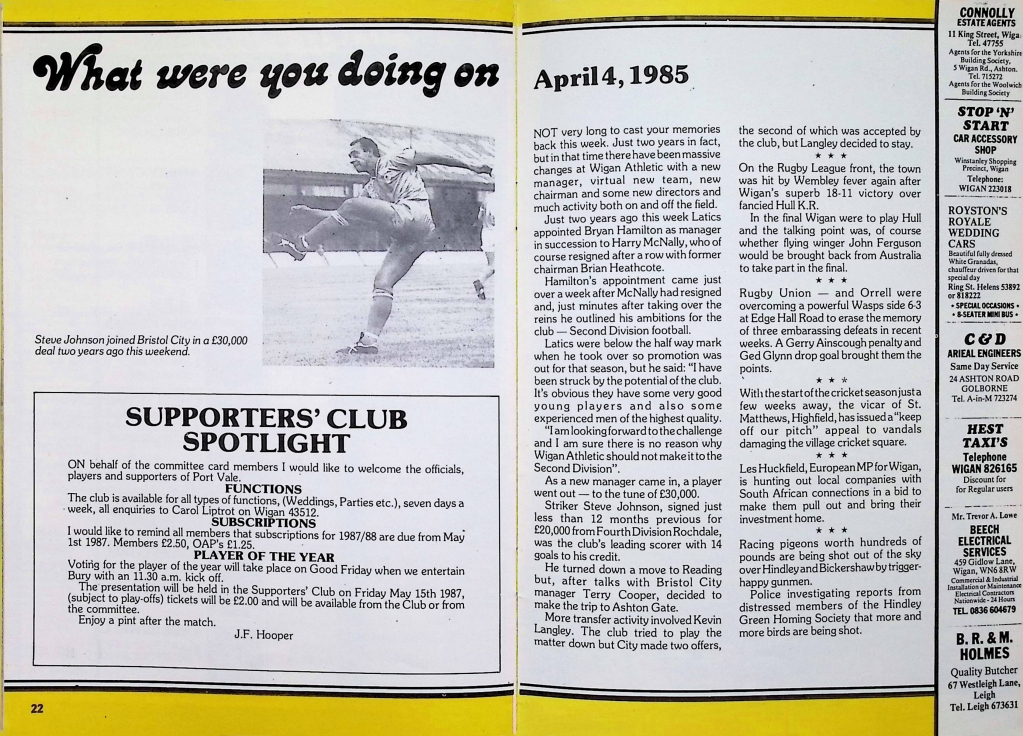 What were you doing on
April 4, 1985
Steve Johnson joined Bristol City in a £30,000
deal two years ago this weekend.
SUPPORTERS' CLUB
SPOTLIGHT
ON behalf of the committee card members I would like to welcome the officials,
players and supporters of Port Vale.
FUNCTIONS
The club is available for all types of functions, (Weddings, Parties etc.), seven days a
week, all enquiries to Carol Liptrot on Wigan 43512.
SUBSCRIPTIONS
I would like to remind all members that subscriptions for 1987/88 are due from May
1st 1987. Members £2.50, OAP's £1.25.
PLAYER OF THE YEAR
Voting for the player of the year will take place on Good Friday when we entertain
Bury with an 11.30 a.m. kick off.
The presentation will be held in the Supporters' Club on Friday May 15th 1987,
(subject to play-offs) tickets will be £2.00 and will be available from the Club or from
the committee.
Enjoy a pint after the match.
J.F. Hooper
22
NOT very long to cast your memories
back this week. Just two years in fact,
but in that time there have been massive
changes at Wigan Athletic with a new
manager, virtual new team, new
chairman and some new directors and
much activity both on and off the field.
Just two years ago this week Latics
appointed Bryan Hamilton as manager
in succession to Harry McNally, who of
course resigned after a row with former
chairman Brian Heathcote.
Hamilton's appointment came just
over a week after McNally had resigned
and, just minutes after taking over the
reins he outlined his ambitions for the
club — Second Division football.
Latics were below the half way mark
when he took over so promotion was
out for that season, but he said: "I have
been struck by the potential of the club.
It's obvious they have some very good
young players and also some
experienced men of the highest quality.
"I am looking forward to the challenge
and I am sure there is no reason why
Wigan Athletic should not make it to the
Second Division".
As a new manager came in, a player
went out — to the tune of £30,000.
Striker Steve Johnson, signed just
less than 12 months previous for
£20,000 from Fourth Division Rochdale,
was the club's leading scorer with 14
goals to his credit.
He turned down a move to Reading
but, after talks with Bristol City
manager Terry Cooper, decided to
make the trip to Ashton Gate.
More transfer activity involved Kevin
Langley. The club tried to play the
matter down but City made two offers,
the second of which was accepted by
the club, but Langley decided to stay.
★ ★ ★
On the Rugby League front, the town
was hit by Wembley fever again after
Wigan's superb 18-11 victory over
fancied Hull K.R.
In the final Wigan were to play Hull
and the talking point was, of course
whether flying winger John Ferguson
would be brought back from Australia
to take part in the final.
★ ★ ★
Rugby Union — and Orrell were
overcoming a powerful Wasps side 6-3
at Edge Hall Road to erase the memory
of three embarassing defeats in recent
weeks. A Gerry Ainscough penalty and
Ged Glynn drop goal brought them the
points.
★ ★ ★
With the start of the cricket season just a
few weeks away, the vicar of St.
Matthews, Highfield, has issued a "keep
off our pitch" appeal to vandals
damaging the village cricket square.
★ ★ ★
Les Huckfield, European MP for Wigan,
is hunting out local companies with
South African connections in a bid to
make them pull out and bring their
investment home.
★ ★ ★
Racing pigeons worth hundreds of
pounds are being shot out of the sky
over Hindley and Bickershaw by trigger-
happy gunmen.
Police investigating reports from
distressed members of the Hindley
Green Homing Society that more and
more birds are being shot.
CONNOLLY
ESTATE AGENTS
11 King Street, Wiga
Tel. 47755
Agents for the Yorkshire
Building Society,
5 Wigan Rd., Ashton.
Tel. 715272
Agents for the Woolwich
Building Society
STOP 'N'
START
CAR ACCESSORY
SHOP
Winstanley Shopping
Precinct, Wigan
Telephone:
WIGAN 223018
ROYSTON'S
ROYALE
WEDDING
CARS
Beautiful fully dressed
White Granadas,
chauffeur driven for that
special day
Ring St. Helens 53892
or 818222
• SPECIAL OCCASIONS •
• 8-SEATER MINI BUS •
C & D
ARIEAL ENGINEERS
Same Day Service
24 ASHTON ROAD
GOLBORNE
Tel. A-in-M 723274
HEST
TAXI'S
Telephone
WIGAN 826165
Discount for
for Regular users
Mr. Trevor A. Lowe
BEECH
ELECTRICAL
SERVICES
459 Gidlow Lane,
Wigan, WN6 8RW
Commercial & Industrial
Installation or Maintenance
Electrical Contractors
Nationwide - 24 Hours
TEL. 0836 604679
B. R. & M.
HOLMES
Quality Butcher
67 Westleigh Lane,
Leigh
Tel. Leigh 673631